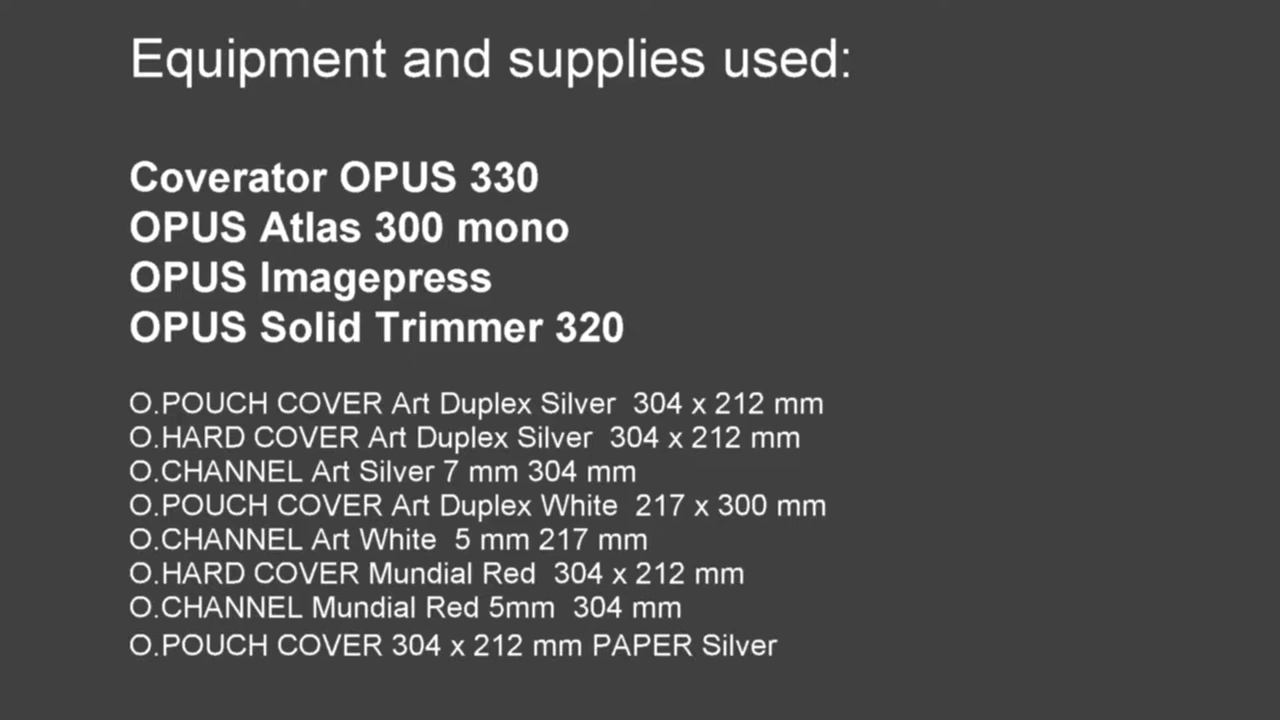 Equipment and supplies used:
Coverator OPUS 330
OPUS Atlas 300 mono
OPUS Imagepress
OPUS Solid Trimmer 320
O.POUCH COVER Art Duplex Silver  304 x 212 mm
O.HARD COVER Art Duplex Silver  304 x 212 mm
O.CHANNEL Art Silver 7 mm 304 mm
O.POUCH COVER Art Duplex White  217 x 300 mm
O.CHANNEL Art White  5 mm 217 mm
O.HARD COVER Mundial Red  304 x 212 mm
O.CHANNEL Mundial Red 5mm  304 mm
O.POUCH COVER 304 x 212 mm PAPER Silver